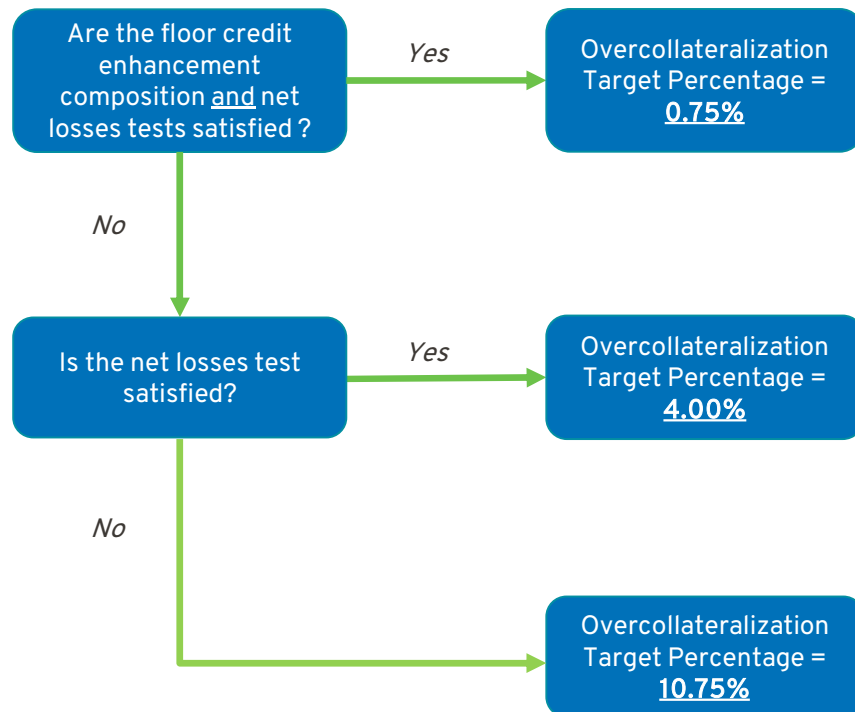 Are the floor credit
enhancement
composition and net
losses tests satisfied ?
Yes
Overcollateralization
Target Percentage =
0.75%
No
Is the net losses test
satisfied?
Yes
Overcollateralization
Target Percentage =
4.00%
No
Overcollateralization
Target Percentage =
10.75%